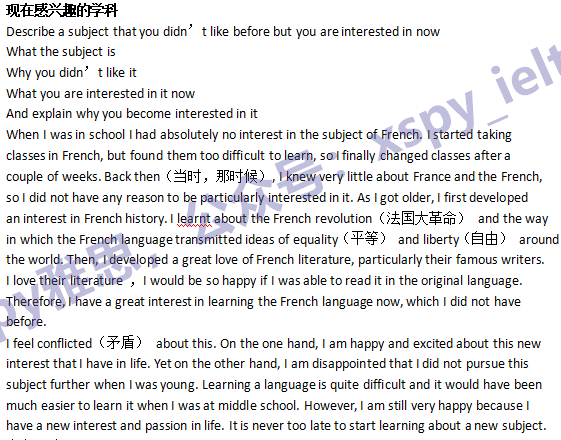 现在感兴趣的学科
Describe a subject that you didn’t like before but you are interested in now
What the subject is
Why you didn’t like it
What you are interested in it now
And explain why you become interested in it
When I was in school I had absolutely no interest in the subject of French. I started taking
classes in French, but found them too difficult to learn, so I finally changed classes after a
couple of weeks. Back then（当时，那时候）, I knew very little about France and the French,
so I did not have any reason to be particularly interested in it. As I got older, I first developed
an interest in French history. I learnt about the French revolution（法国大革命） and the way
in which the French language transmitted ideas of equality（平等） and liberty（自由） around
the world. Then, I developed a great love of French literature, particularly their famous writers.
I love their literature ，I would be so happy if I was able to read it in the original language.
Therefore, I have a great interest in learning the French language now, which I did not have
before.
I feel conflicted（矛盾） about this. On the one hand, I am happy and excited about this new
interest that I have in life. Yet on the other hand, I am disappointed that I did not pursue this
subject further when I was young. Learning a language is quite difficult and it would have been
much easier to learn it when I was at middle school. However, I am still very happy because I
have a new interest and passion in life. It is never too late to start learning about a new subject.
py雅思，公众号：xspy_ielt